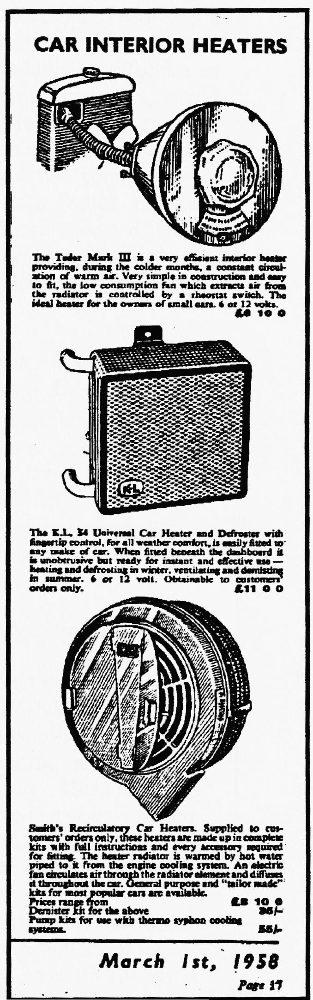 CAR INTERIOR HEATERS
The Tudor Mark III is a very efficient interior heater
providing, during the colder months, a constant circul-
ation of warm air. Very simple in construction and easy
to fit, the low consumption fan which extracts air from
the radiator is controlled by a rheostat switch. The
ideal heater for the owners of small cars. 6 or 12 volts.
10 0
K-L
The K.L. 54 Universal Car Heater and Defroster with
fingertip control, for all weather comfort, is easily fitted to
any make of car. When fitted beneath the dashboard it
is unobtrusive but ready for instant and effective use —
heating and defrosting in winter, ventilating and demisting
in summer. 6 or 12 volt. Obtainable to customers'
orders only. £11 0 0
Smith's Recirculatory Car Heaters. Supplied to cus-
tomers' orders only, these heaters are made up in complete
kits with full instructions and every accessory required
for fitting. The heater radiator is warmed by hot water
piped to it from the engine cooling system. An electric
fan circulates air through the radiator element and diffuses
it throughout the car. General purpose and "tailor made"
kits for most popular cars are available.
Prices range from £8 10 0
Demister kit for the above
Pump kits for use with thermo syphon cooling
systems. 55/-
March 1st, 1958
Page 17